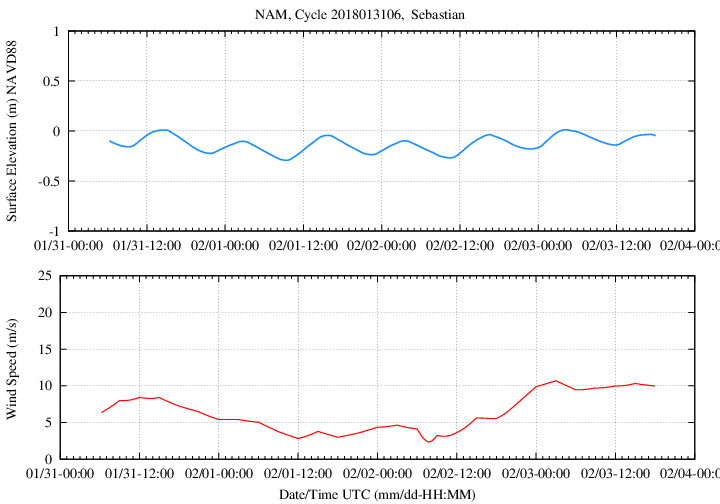 NAM, Cycle 2018013106, Sebastian
1
0.5
0
-0.5
-1
Surface Elevation (m) NAVD88
01/31-00:00 01/31-12:00 02/01-00:00 02/01-12:00 02/02-00:00 02/02-12:00 02/03-00:00 02/03-12:00 02/04-00:00
25
20
15
10
5
0
Wind Speed (m/s)
01/31-00:00 01/31-12:00 02/01-00:00 02/01-12:00 02/02-00:00 02/02-12:00 02/03-00:00 02/03-12:00 02/04-00:00
Date/Time UTC (mm/dd-HH:MM)